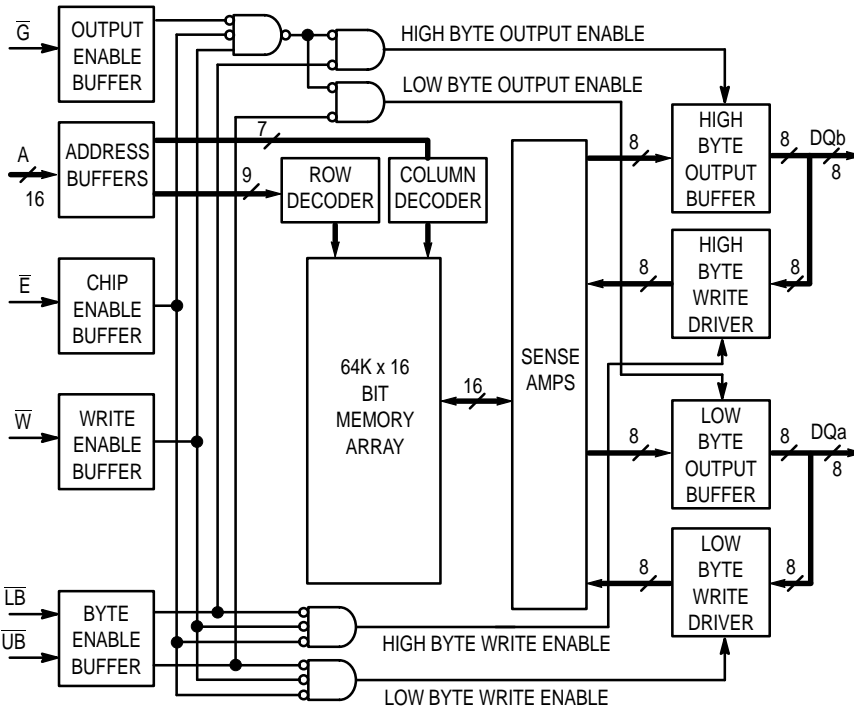 G̅
OUTPUT
ENABLE
BUFFER
HIGH BYTE OUTPUT ENABLE
LOW BYTE OUTPUT ENABLE
A
16
ADDRESS
BUFFERS
7
9
ROW
DECODER
COLUMN
DECODER
8
HIGH
BYTE
OUTPUT
BUFFER
8
DQb
8
E̅
CHIP
ENABLE
BUFFER
8
HIGH
BYTE
WRITE
DRIVER
8
64K x 16
BIT
MEMORY
ARRAY
16
SENSE
AMPS
W̅
WRITE
ENABLE
BUFFER
8
LOW
BYTE
OUTPUT
BUFFER
8
DQa
8
8
LOW
BYTE
WRITE
DRIVER
8
L̅B̅
U̅B̅
BYTE
ENABLE
BUFFER
HIGH BYTE WRITE ENABLE
LOW BYTE WRITE ENABLE